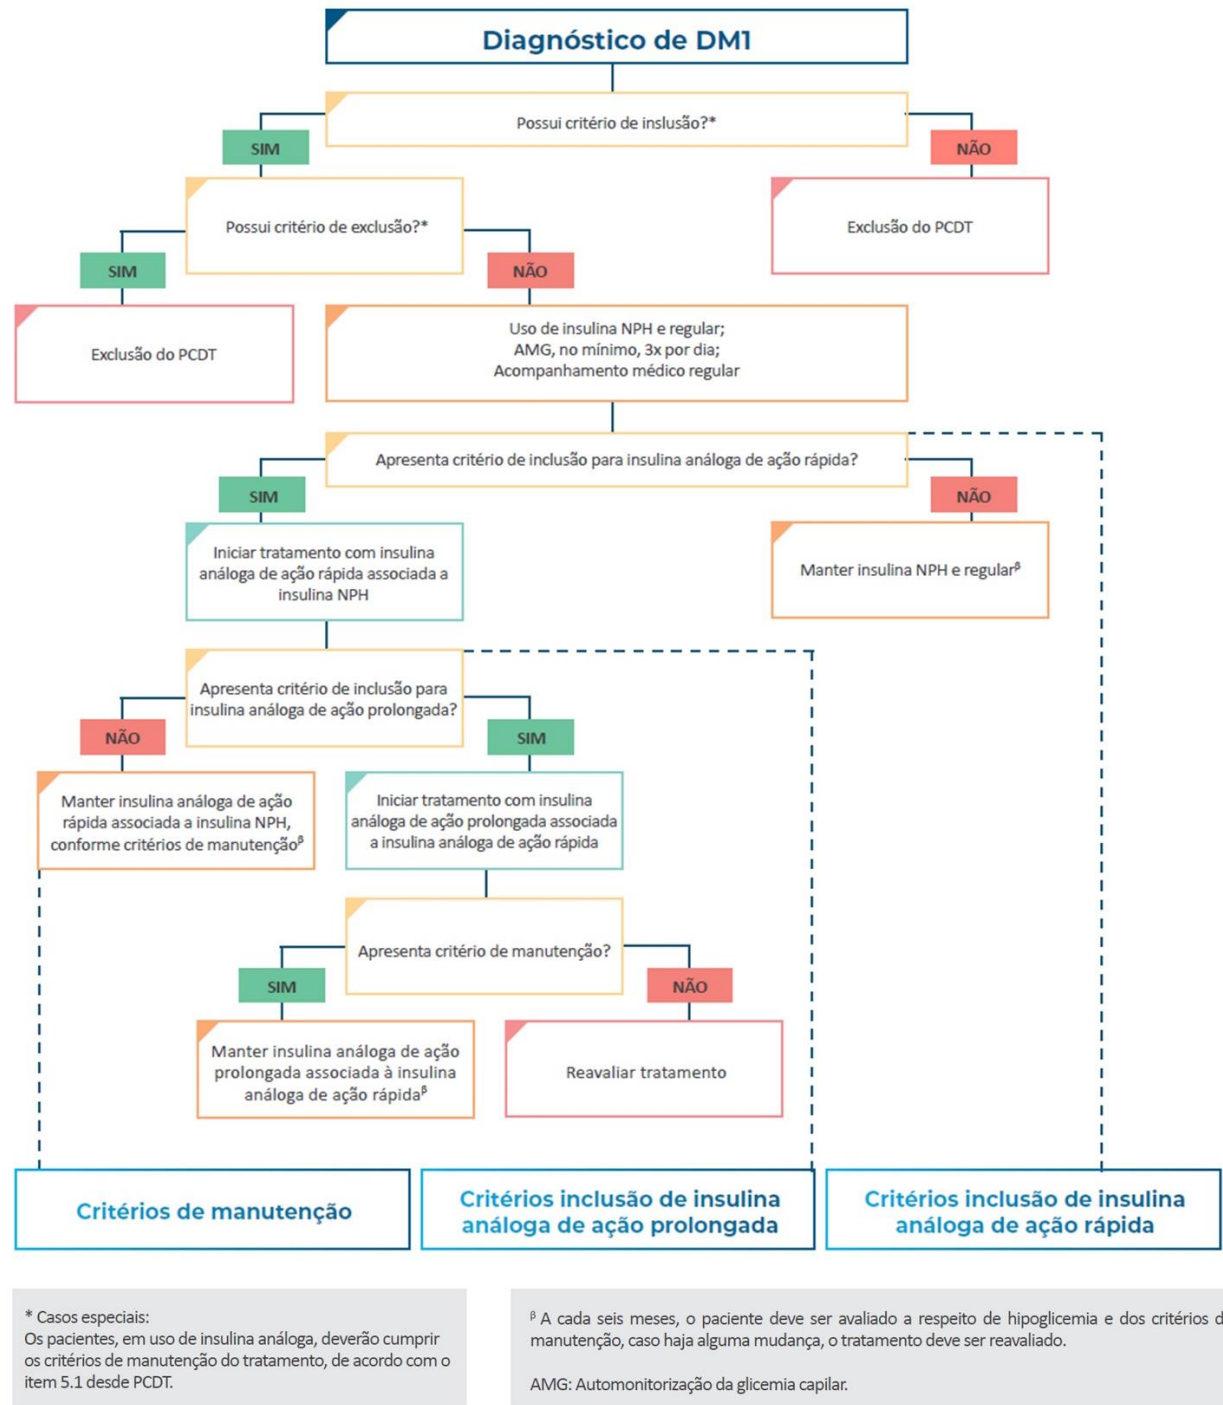 Diagnóstico de DM1
Possui critério de inslusão?*
SIM
NÃO
Possui critério de exclusão?*
Exclusão do PCDT
SIM
NÃO
Exclusão do PCDT
Uso de insulina NPH e regular;
AMG, no mínimo, 3x por dia;
Acompanhamento médico regular
Apresenta critério de inclusão para insulina análoga de ação rápida?
SIM
NÃO
Iniciar tratamento com insulina
análoga de ação rápida associada a
insulina NPH
Manter insulina NPH e regularᵝ
Apresenta critério de inclusão para
insulina análoga de ação prolongada?
NÃO
SIM
Manter insulina análoga de ação
rápida associada a insulina NPH,
conforme critérios de manutençãoᵝ
Iniciar tratamento com insulina
análoga de ação prolongada associada
a insulina análoga de ação rápida
Apresenta critério de manutenção?
SIM
NÃO
Manter insulina análoga de ação
prolongada associada à insulina
análoga de ação rápidaᵝ
Reavaliar tratamento
Critérios de manutenção
Critérios inclusão de insulina
análoga de ação prolongada
Critérios inclusão de insulina
análoga de ação rápida
* Casos especiais:
Os pacientes, em uso de insulina análoga, deverão cumprir
os critérios de manutenção do tratamento, de acordo com o
item 5.1 desde PCDT.
ᵝ A cada seis meses, o paciente deve ser avaliado a respeito de hipoglicemia e dos critérios
manutenção, caso haja alguma mudança, o tratamento deve ser reavaliado.
AMG: Automonitorização da glicemia capilar.